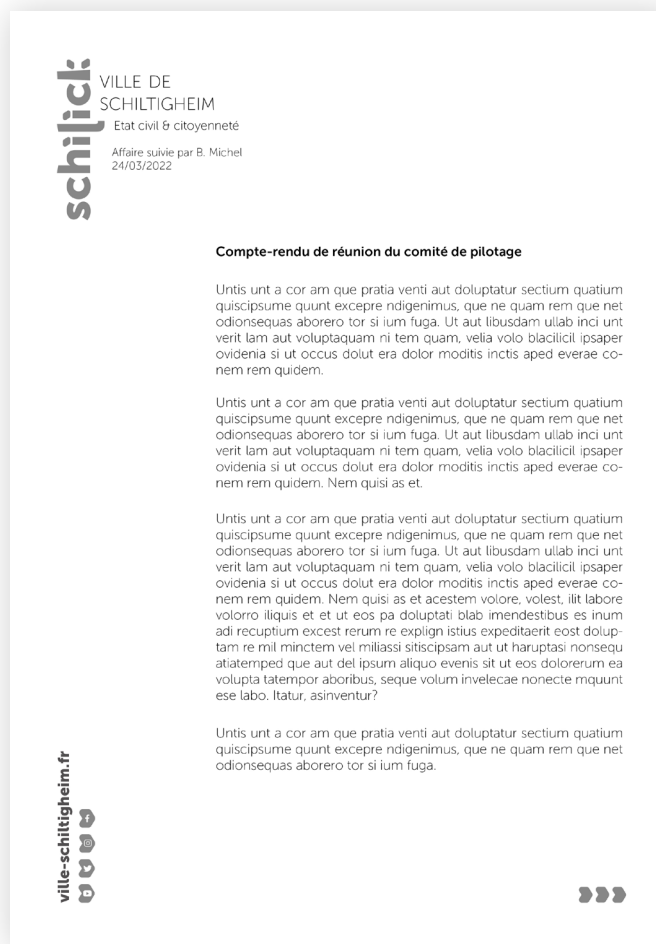 schilick
VILLE DE
SCHILTIGHEIM
Etat civil & citoyenneté
Affaire suivie par B. Michel
24/03/2022
Compte-rendu de réunion du comité de pilotage
Untis unt a cor am que pratia venti aut doluptatur sectium quatium
quiscipsume quunt excepre ndigenimus, que ne quam rem que net
odionsequas aborero tor si ium fuga. Ut aut libusdam ullab inci unt
verit lam aut voluptaquam ni tem quam, velia volo blacilicil ipsaper
ovidenia si ut occus dolut era dolor moditis inctis aped everae co-
nem rem quidem.
Untis unt a cor am que pratia venti aut doluptatur sectium quatium
quiscipsume quunt excepre ndigenimus, que ne quam rem que net
odionsequas aborero tor si ium fuga. Ut aut libusdam ullab inci unt
verit lam aut voluptaquam ni tem quam, velia volo blacilicil ipsaper
ovidenia si ut occus dolut era dolor moditis inctis aped everae co-
nem rem quidem. Nem quisi as et.
Untis unt a cor am que pratia venti aut doluptatur sectium quatium
quiscipsume quunt excepre ndigenimus, que ne quam rem que net
odionsequas aborero tor si ium fuga. Ut aut libusdam ullab inci unt
verit lam aut voluptaquam ni tem quam, velia volo blacilicil ipsaper
ovidenia si ut occus dolut era dolor moditis inctis aped everae co-
nem rem quidem. Nem quisi as et acestem volore, volest, ilit labore
volorro iliquis et et ut eos pa doluptati blab imendestibus es inum
adi recuptium excest rerum re explign istius expeditaerit eost dolup-
tam re mil minctem vel miliassi sitiscipsam aut ut haruptasi nonsequ
atiatemped que aut del ipsum aliquo evenis sit ut eos dolorerum ea
volupta tatempor aboribus, seque volum invelecae nonecte mquunt
ese labo. Itatur, asinventur?
Untis unt a cor am que pratia venti aut doluptatur sectium quatium
quiscipsume quunt excepre ndigenimus, que ne quam rem que net
odionsequas aborero tor si ium fuga.
ville-schiltigheim.fr